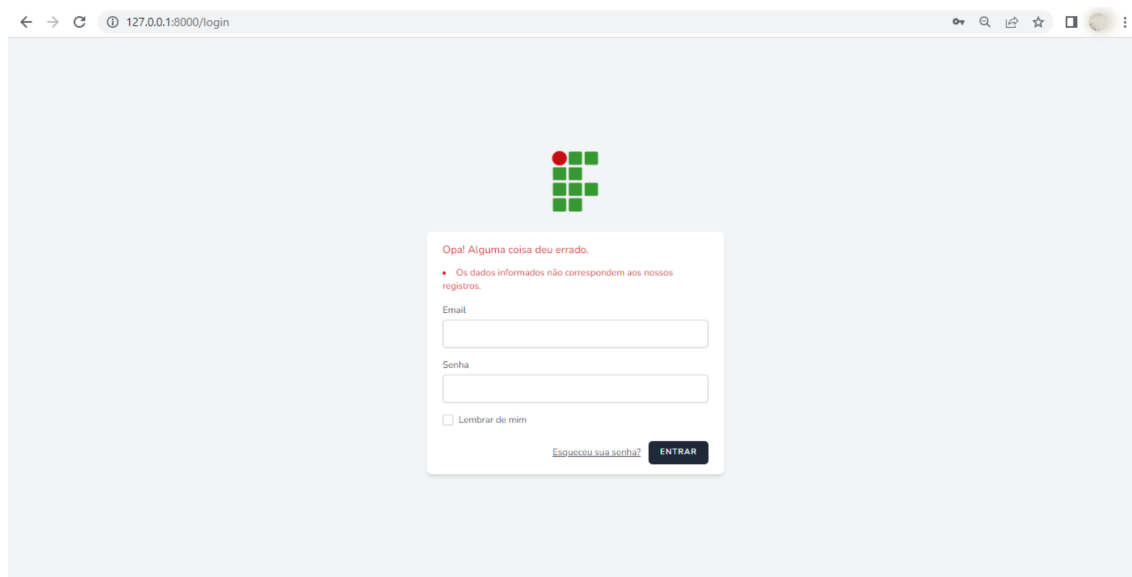 127.0.0.1:8000/login
Opa! Alguma coisa deu errado.
Os dados informados não correspondem aos nossos
registros.
Email
Senha
Lembrar de mim
Esqueceu sua senha? ENTRAR